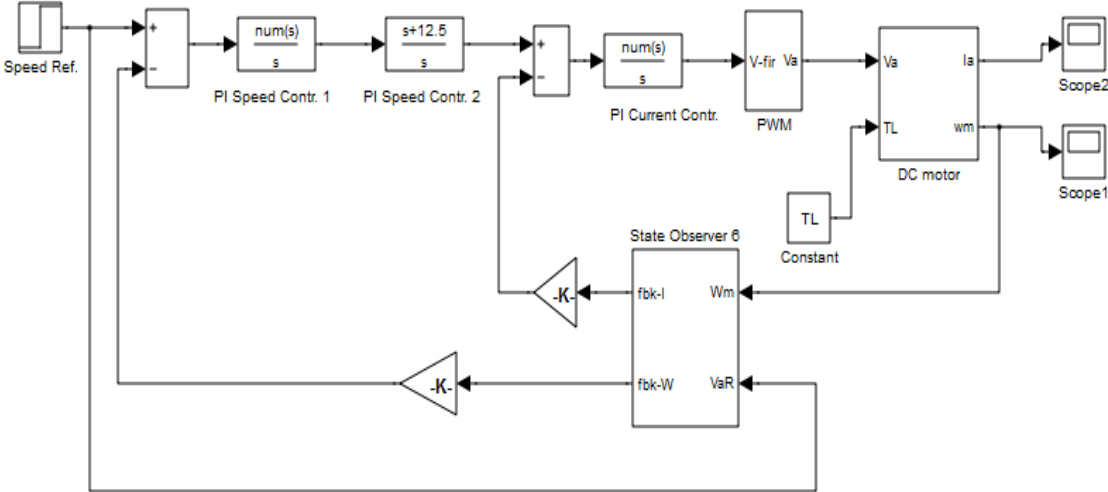 Speed Ref.
+
−
num(s)
s
PI Speed Contr. 1
s+12.5
s
PI Speed Contr. 2
+
−
num(s)
s
PI Current Contr.
V-fir Va
PWM
Va
TL
Ia
wm
DC motor
Scope2
Scope1
TL
Constant
State Observer 6
fbk-I
Wm
fbk-W
VaR
-K-
-K-